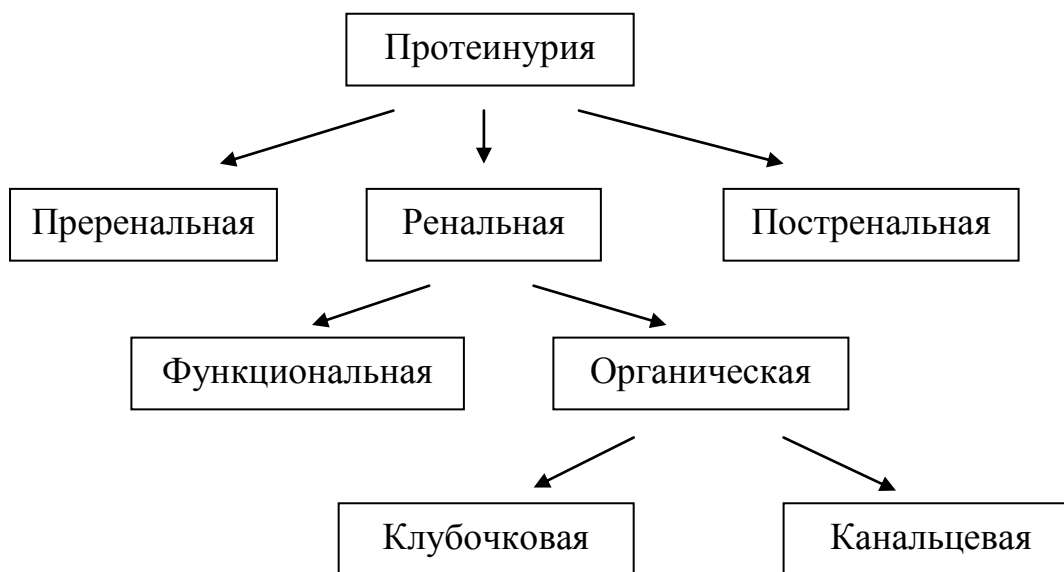 Протеинурия
Преренальная
Ренальная
Постренальная
Функциональная
Органическая
Клубочковая
Канальцевая